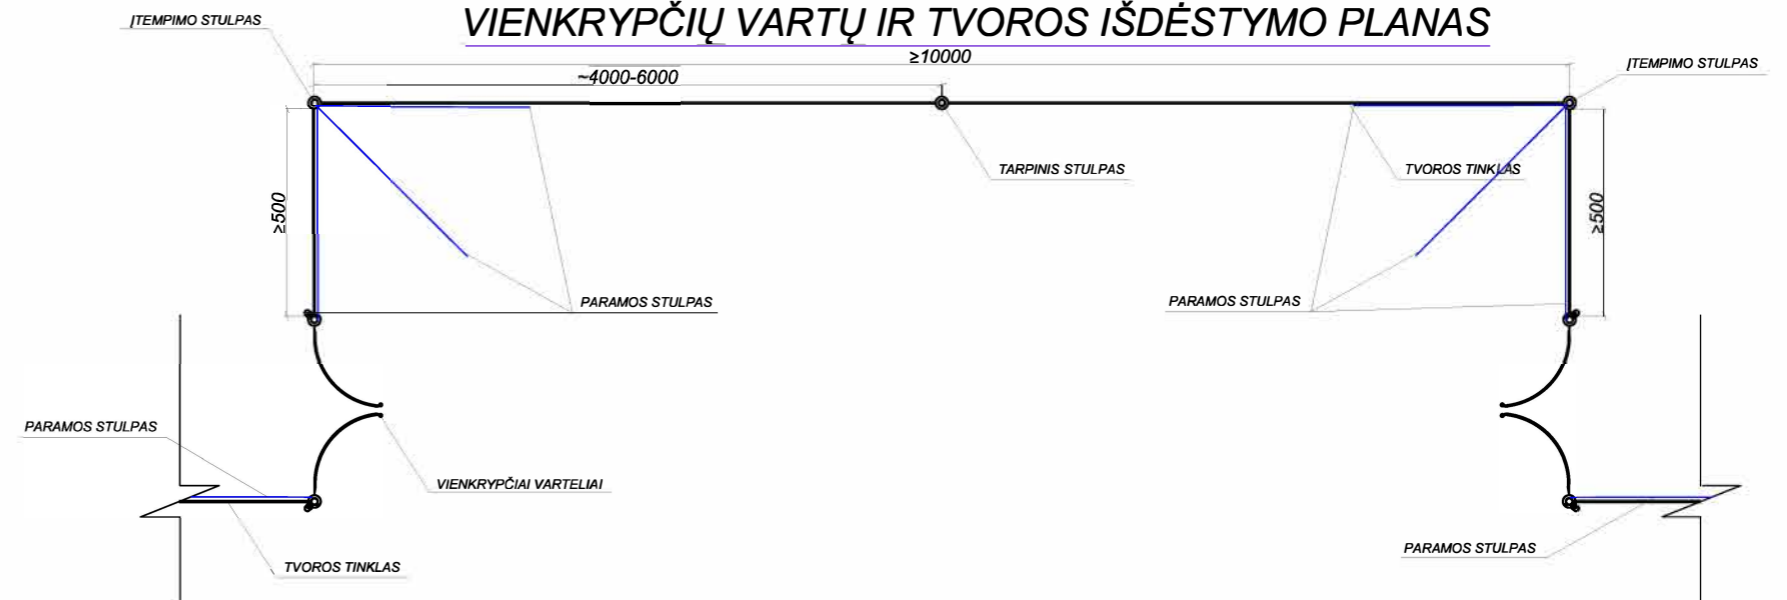 ĮTEMPIMO STULPAS
VIENKRYPČIŲ VARTŲ IR TVOROS IŠDĖSTYMO PLANAS
≥10000
~4000-6000
ĮTEMPIMO STULPAS
TARPINIS STULPAS
TVOROS TINKLAS
≥500
≥500
PARAMOS STULPAS
PARAMOS STULPAS
PARAMOS STULPAS
VIENKRYPČIAI VARTELIAI
PARAMOS STULPAS
TVOROS TINKLAS